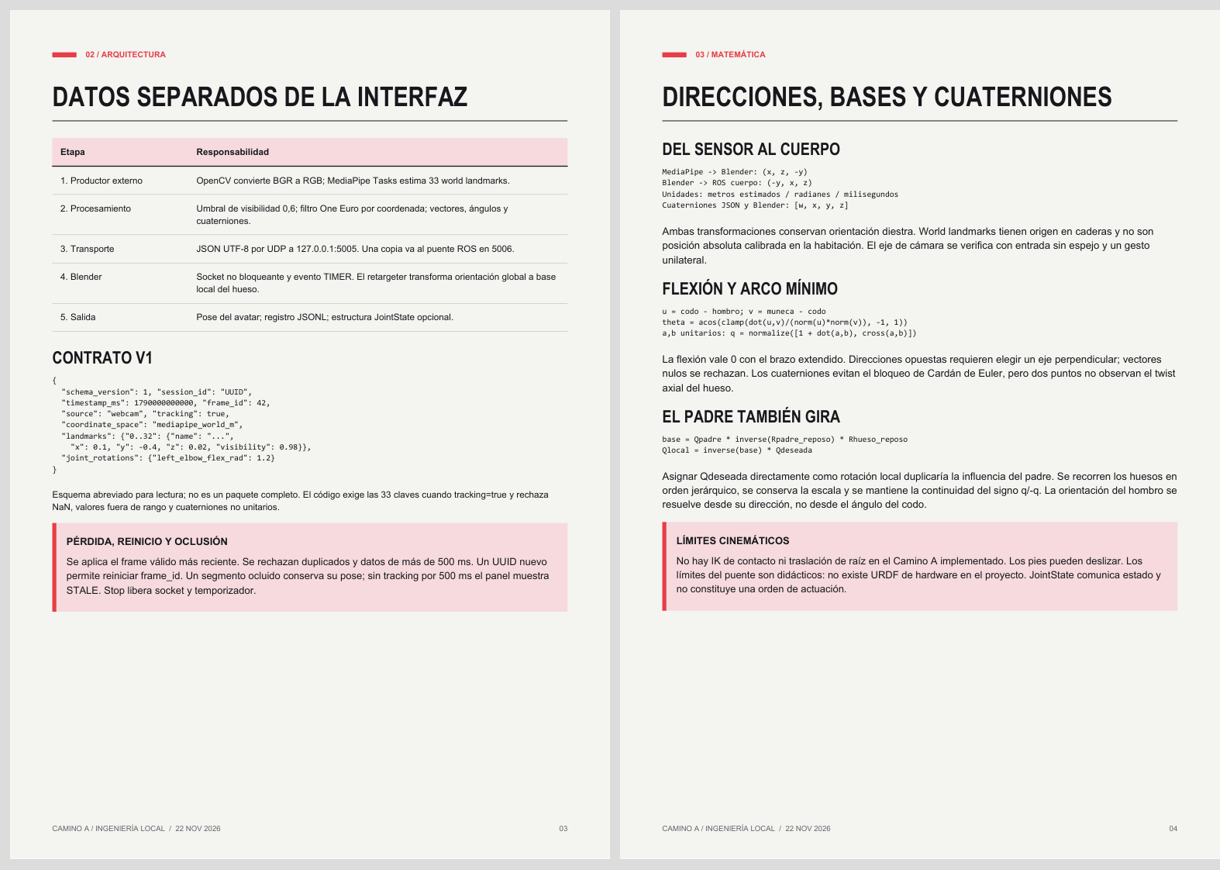 02 / ARQUITECTURA
DATOS SEPARADOS DE LA INTERFAZ
Etapa Responsabilidad
1. Productor externo OpenCV convierte BGR a RGB; MediaPipe Tasks estima 33 world landmarks.
2. Procesamiento Umbral de visibilidad 0,6; filtro One Euro por coordenada; vectores, ángulos y
cuaterniones.
3. Transporte JSON UTF-8 por UDP a 127.0.0.1:5005. Una copia va al puente ROS en 5006.
4. Blender Socket no bloqueante y evento TIMER. El retargeter transforma orientación global a base
local del hueso.
5. Salida Pose del avatar; registro JSONL; estructura JointState opcional.
CONTRATO V1
{
  "schema_version": 1, "session_id": "UUID",
  "timestamp_ms": 1790000000000, "frame_id": 42,
  "source": "webcam", "tracking": true,
  "coordinate_space": "mediapipe_world_m",
  "landmarks": {"0..32": {"name": "...",
    "x": 0.1, "y": -0.4, "z": 0.02, "visibility": 0.98}},
  "joint_rotations": {"left_elbow_flex_rad": 1.2}
}
Esquema abreviado para lectura; no es un paquete completo. El código exige las 33 claves cuando tracking=true y rechaza
NaN, valores fuera de rango y cuaterniones no unitarios.
PÉRDIDA, REINICIO Y OCLUSIÓN
Se aplica el frame válido más reciente. Se rechazan duplicados y datos de más de 500 ms. Un UUID nuevo
permite reiniciar frame_id. Un segmento ocluido conserva su pose; sin tracking por 500 ms el panel muestra
STALE. Stop libera socket y temporizador.
CAMINO A / INGENIERÍA LOCAL / 22 NOV 2026 03
03 / MATEMÁTICA
DIRECCIONES, BASES Y CUATERNIONES
DEL SENSOR AL CUERPO
MediaPipe -> Blender: (x, z, -y)
Blender -> ROS cuerpo: (-y, x, z)
Unidades: metros estimados / radianes / milisegundos
Cuaterniones JSON y Blender: [w, x, y, z]
Ambas transformaciones conservan orientación diestra. World landmarks tienen origen en caderas y no son
posición absoluta calibrada en la habitación. El eje de cámara se verifica con entrada sin espejo y un gesto
unilateral.
FLEXIÓN Y ARCO MÍNIMO
u = codo - hombro; v = muneca - codo
theta = acos(clamp(dot(u,v)/(norm(u)*norm(v)), -1, 1))
a,b unitarios: q = normalize([1 + dot(a,b), cross(a,b)])
La flexión vale 0 con el brazo extendido. Direcciones opuestas requieren elegir un eje perpendicular; vectores
nulos se rechazan. Los cuaterniones evitan el bloqueo de Cardán de Euler, pero dos puntos no observan el twist
axial del hueso.
EL PADRE TAMBIÉN GIRA
base = Qpadre * inverse(Rpadre_reposo) * Rhueso_reposo
Qlocal = inverse(base) * Qdeseada
Asignar Qdeseada directamente como rotación local duplicaría la influencia del padre. Se recorren los huesos en
orden jerárquico, se conserva la escala y se mantiene la continuidad del signo q/-q. La orientación del hombro se
resuelve desde su dirección, no desde el ángulo del codo.
LÍMITES CINEMÁTICOS
No hay IK de contacto ni traslación de raíz en el Camino A implementado. Los pies pueden deslizar. Los
límites del puente son didácticos: no existe URDF de hardware en el proyecto. JointState comunica estado y
no constituye una orden de actuación.
CAMINO A / INGENIERÍA LOCAL / 22 NOV 2026 04